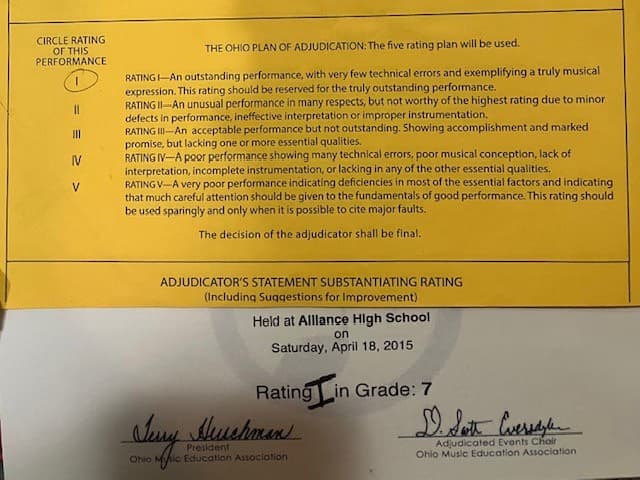 CIRCLE RATING
OF THIS
PERFORMANCE
THE OHIO PLAN OF ADJUDICATION: The five rating plan will be used.
I
RATING I—An outstanding performance, with very few technical errors and exemplifying a truly musical
expression. This rating should be reserved for the truly outstanding performance.
II
RATING II—An unusual performance in many respects, but not worthy of the highest rating due to minor
defects in performance, ineffective interpretation or improper instrumentation.
III
RATING III—An acceptable performance but not outstanding. Showing accomplishment and marked
promise, but lacking one or more essential qualities.
IV
RATING IV—A poor performance showing many technical errors, poor musical conception, lack of
interpretation, incomplete instrumentation, or lacking in any of the other essential qualities.
V
RATING V—A very poor performance indicating deficiencies in most of the essential factors and indicating
that much careful attention should be given to the fundamentals of good performance. This rating should
be used sparingly and only when it is possible to cite major faults.
The decision of the adjudicator shall be final.
ADJUDICATOR'S STATEMENT SUBSTANTIATING RATING
(Including Suggestions for Improvement)
Held at Alliance High School
on
Saturday, April 18, 2015
Rating I in Grade: 7
Jerry
D. Scott
President
Adjudicated Events Chair
Ohio Music Education Association
Ohio Music Education Association